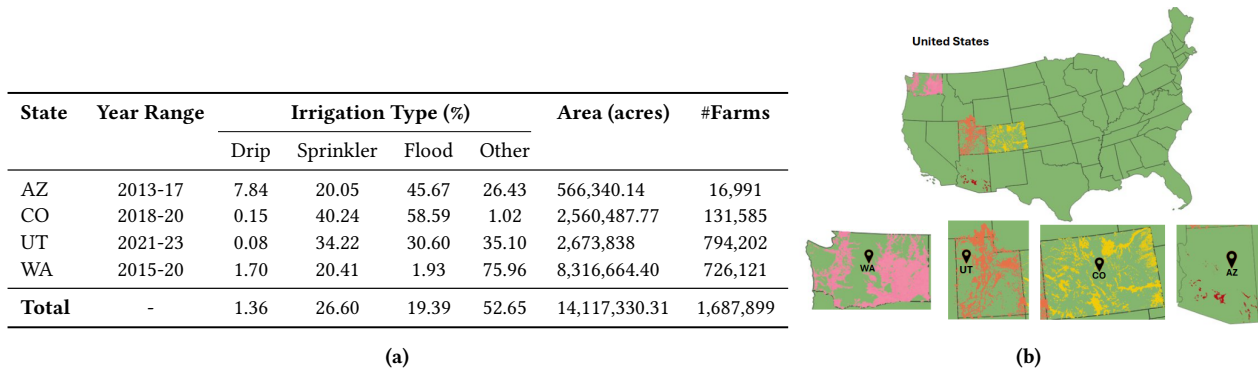 State Year Range Irrigation Type (%) Area (acres) #Farms
Drip Sprinkler Flood Other
AZ 2013-17 7.84 20.05 45.67 26.43 566,340.14 16,991
CO 2018-20 0.15 40.24 58.59 1.02 2,560,487.77 131,585
UT 2021-23 0.08 34.22 30.60 35.10 2,673,838 794,202
WA 2015-20 1.70 20.41 1.93 75.96 8,316,664.40 726,121
Total - 1.36 26.60 19.39 52.65 14,117,330.31 1,687,899
(a)
United States
WA
UT
CO
AZ
(b)